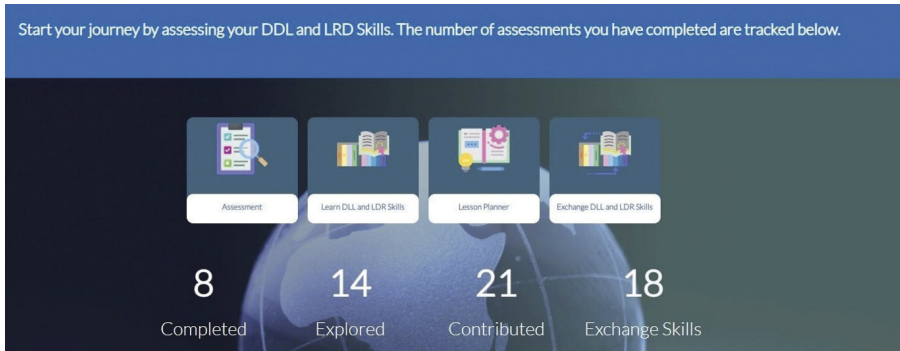 Start your journey by assessing your DDL and LRD Skills. The number of assessments you have completed are tracked below.
Assessment
Learn DLL and LDR Skills
Lesson Planner
Exchange DLL and LDR Skills
8
14
21
18
Completed
Explored
Contributed
Exchange Skills